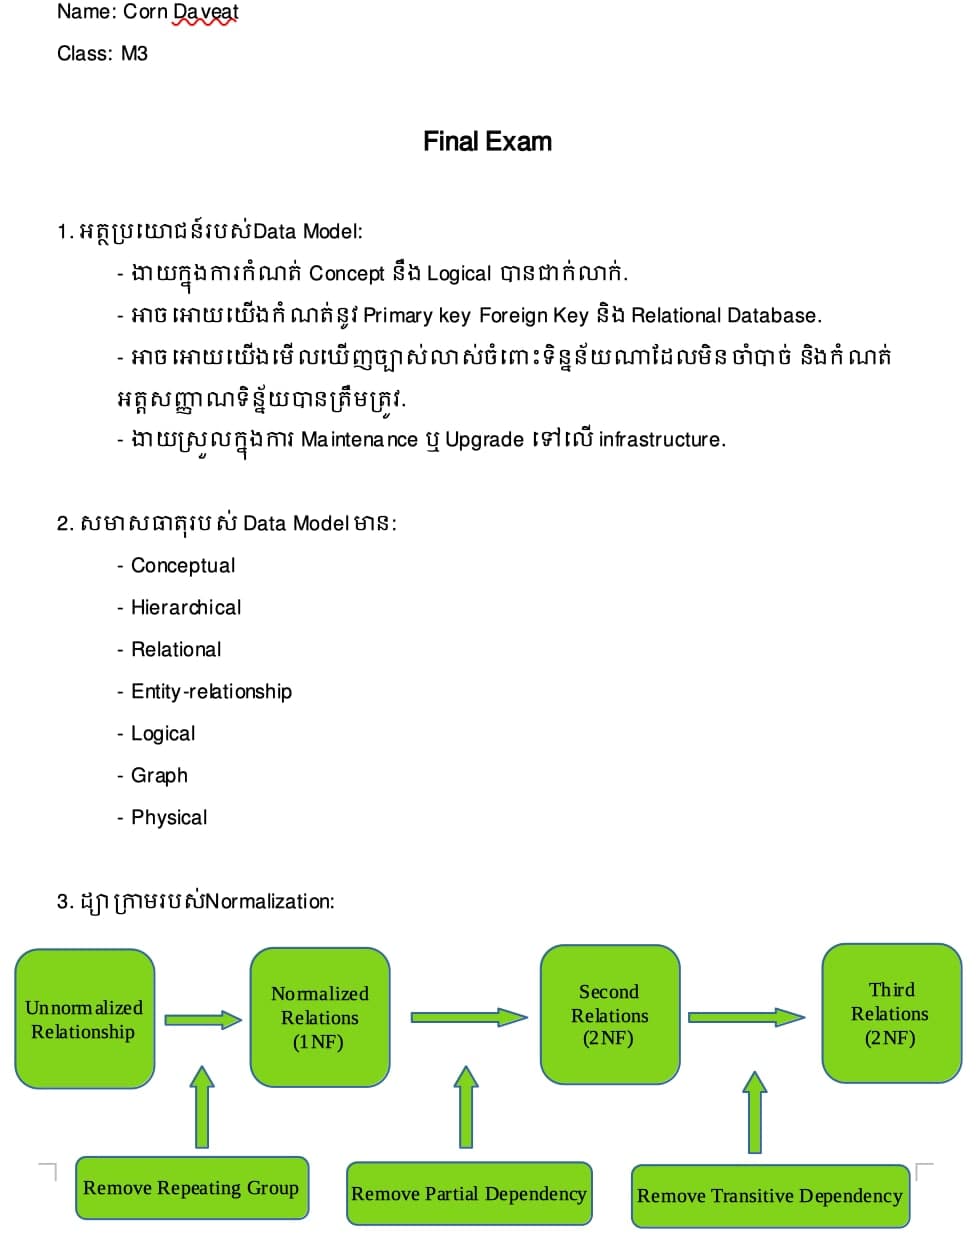 Name: Corn Daveat
Class: M3
Final Exam
1. អត្ថប្រយោជន៍របស់Data Model:
- ងាយក្នុងការកំណត់ Concept នឹង Logical បានជាក់លាក់.
- អាចអោយយើងកំណត់នូវ Primary key Foreign Key និង Relational Database.
- អាចអោយយើងមើលឃើញច្បាស់លាស់ចំពោះទិន្នន័យណាដែលមិនចាំបាច់ និងកំណត់
អត្តសញ្ញាណទិន្ន័យបានត្រឹមត្រូវ.
- ងាយស្រួលក្នុងការ Maintenance ឬ Upgrade ទៅលើ infrastructure.
2. សមាសធាតុរបស់ Data Model មាន:
- Conceptual
- Hierarchical
- Relational
- Entity-relationship
- Logical
- Graph
- Physical
3. ដ្យាក្រាមរបស់Normalization:
Unnormalized
Relationship
Normalized
Relations
(1NF)
Second
Relations
(2NF)
Third
Relations
(2NF)
Remove Repeating Group
Remove Partial Dependency
Remove Transitive Dependency